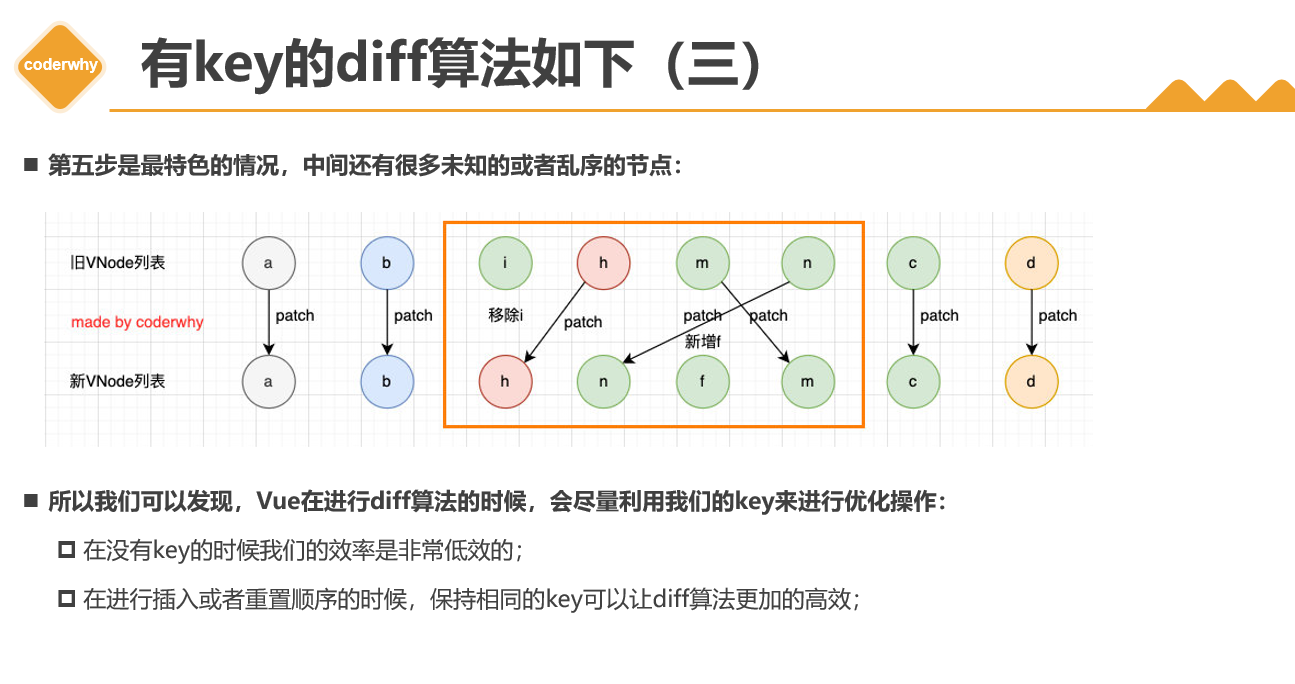 coderwhy
有key的diff算法如下（三）
■ 第五步是最特色的情况，中间还有很多未知的或者乱序的节点：
旧VNode列表 a b i h m n c d
patch patch 移除i patch patch patch patch patch
made by coderwhy
新增f
新VNode列表 a b h n f m c d
■ 所以我们可以发现，Vue在进行diff算法的时候，会尽量利用我们的key来进行优化操作：
在没有key的时候我们的效率是非常低效的；
在进行插入或者重置顺序的时候，保持相同的key可以让diff算法更加的高效；